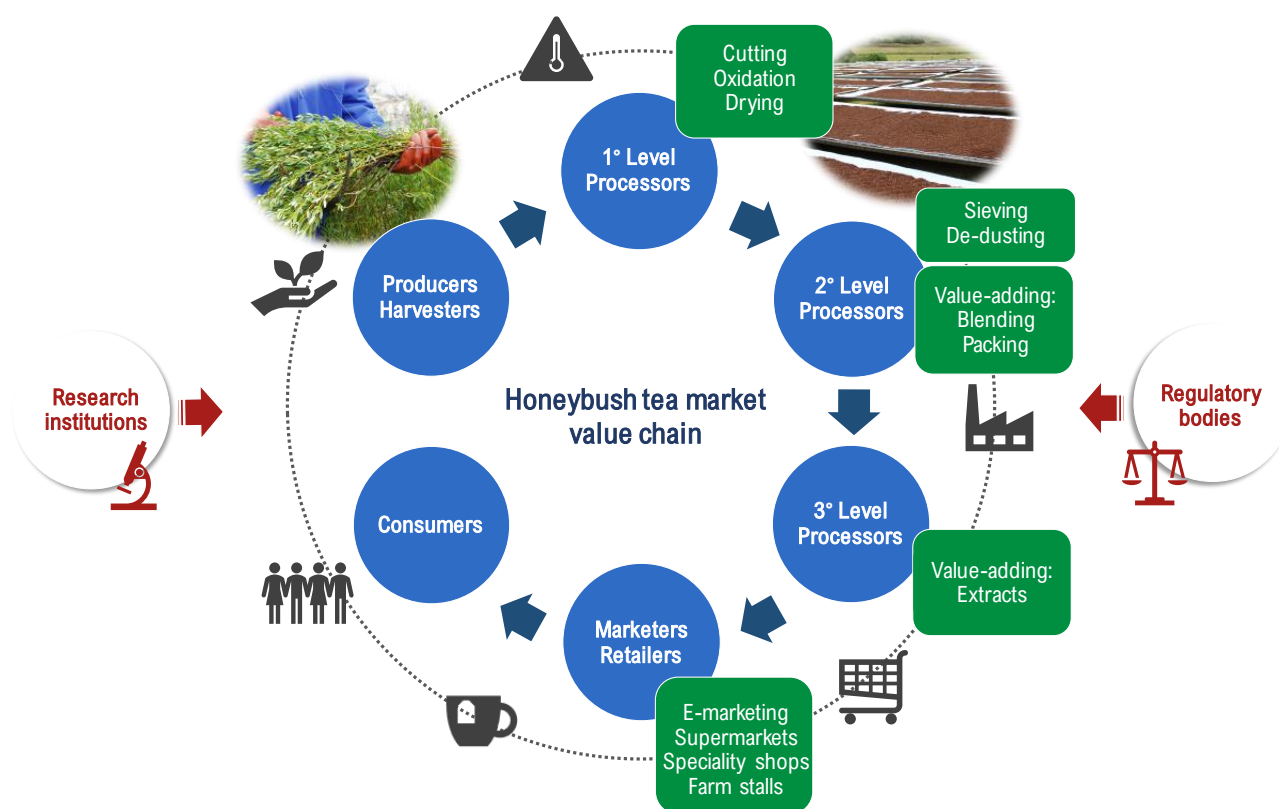 Cutting
Oxidation
Drying
1° Level
Processors
Sieving
De-dusting
2° Level
Processors
Value-adding:
Blending
Packing
Producers
Harvesters
Research
institutions
Honeybush tea market
value chain
Regulatory
bodies
Consumers
3° Level
Processors
Value-adding:
Extracts
Marketers
Retailers
E-marketing
Supermarkets
Speciality shops
Farm stalls